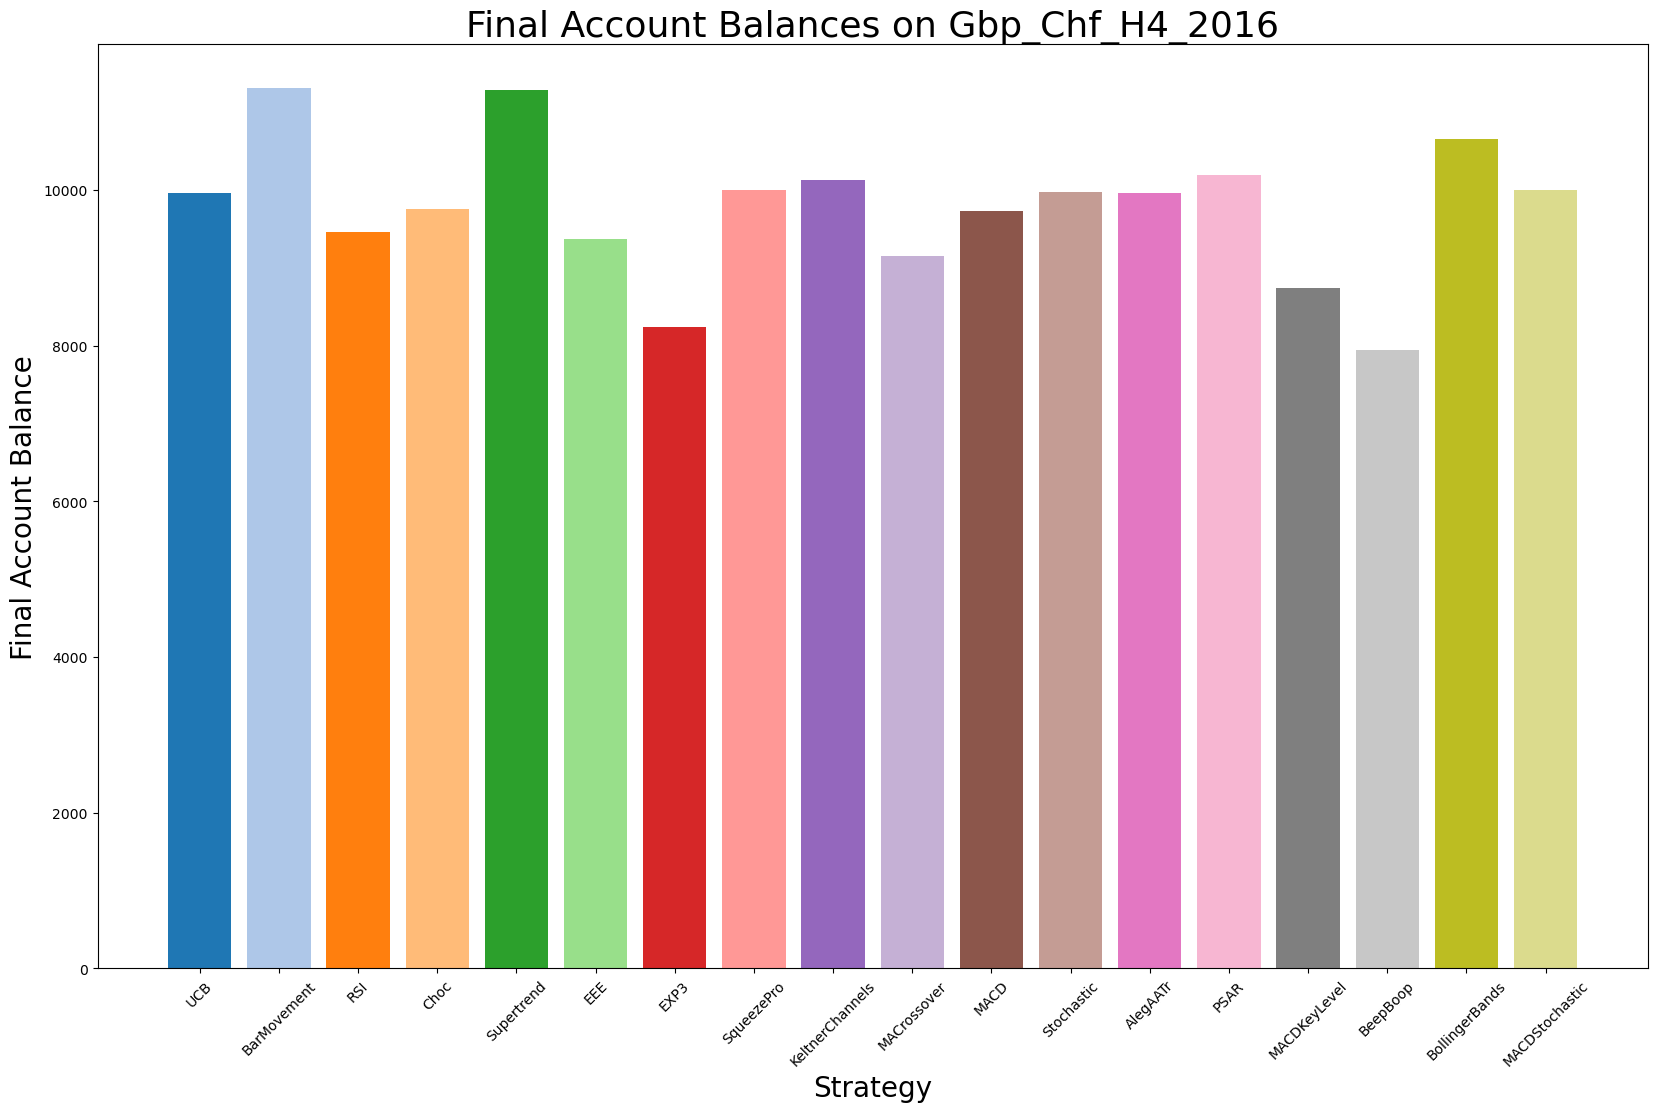 Final Account Balances on Gbp_Chf_H4_2016
Final Account Balance
10000
8000
6000
4000
2000
0
UCB
BarMovement
RSI
Choc
Supertrend
EEE
EXP3
SqueezePro
KeltnerChannels
MACrossover
MACD
Stochastic
AlegAATr
PSAR
MACDKeyLevel
BeepBoop
BollingerBands
MACDStochastic
Strategy